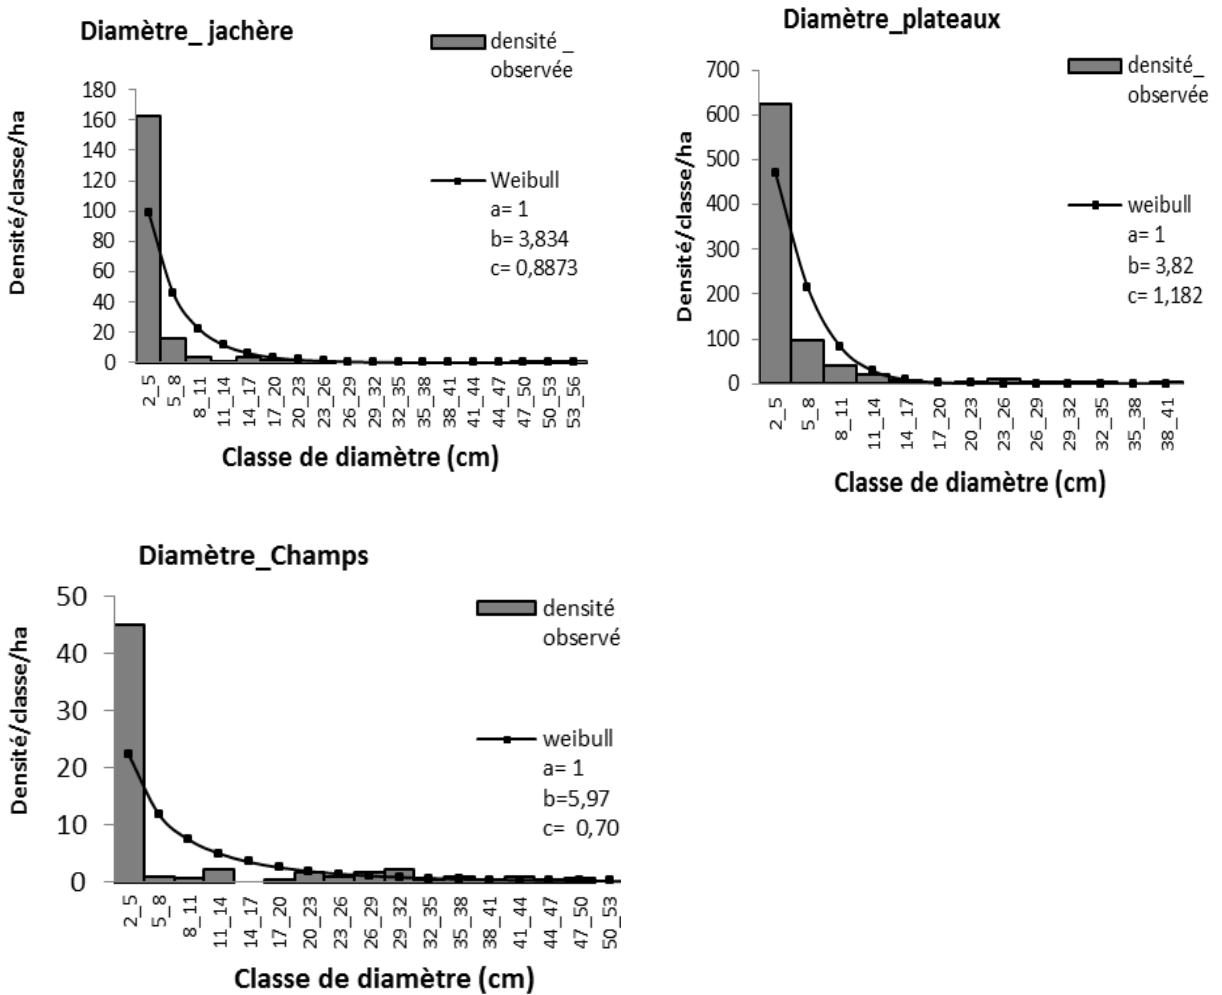 Diamètre_ jachère
densité _
observée
Weibull
a= 1
b= 3,834
c= 0,8873
Densité/classe/ha
180
160
140
120
100
80
60
40
20
0
2_5
5_8
8_11
11_14
14_17
17_20
20_23
23_26
26_29
29_32
32_35
35_38
38_41
41_44
44_47
47_50
50_53
53_56
Classe de diamètre (cm)
Diamètre_plateaux
densité_
observée
weibull
a= 1
b= 3,82
c= 1,182
Densité/classe/ha
700
600
500
400
300
200
100
0
2_5
5_8
8_11
11_14
14_17
17_20
20_23
23_26
26_29
29_32
32_35
35_38
38_41
Classe de diamètre (cm)
Diamètre_Champs
densité
observé
weibull
a= 1
b=5,97
c= 0,70
Densité/classe/ha
50
40
30
20
10
0
2_5
5_8
8_11
11_14
14_17
17_20
20_23
23_26
26_29
29_32
32_35
35_38
38_41
41_44
44_47
47_50
50_53
Classe de diamètre (cm)